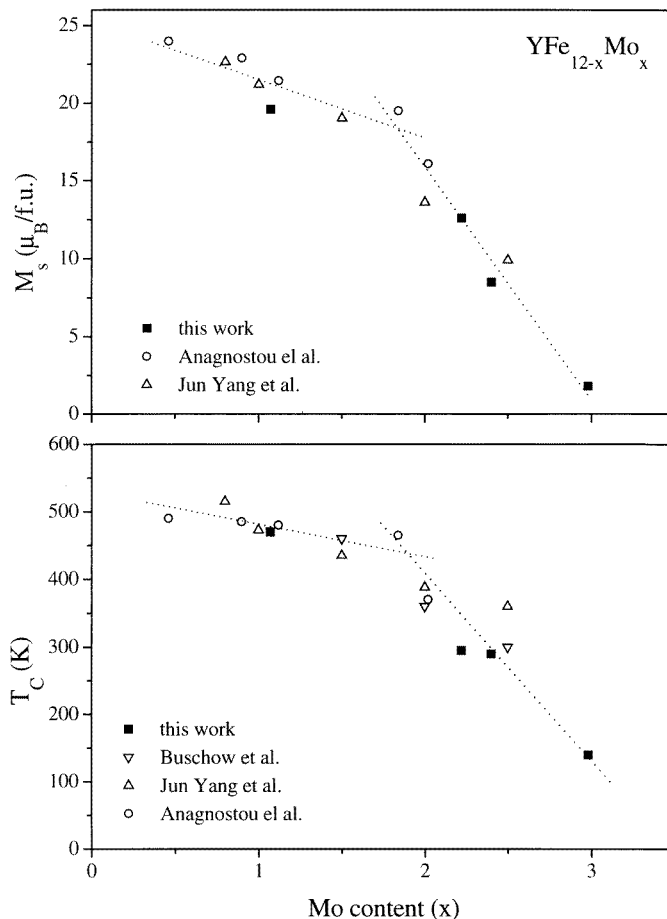 25
YFe12-xMox
20
15
10
5
0
Ms (μB/f.u.)
this work
Anagnostou el al.
Jun Yang et al.
600
500
400
300
200
100
0
TC (K)
this work
Buschow et al.
Jun Yang et al.
Anagnostou el al.
0 1 2 3
Mo content (x)